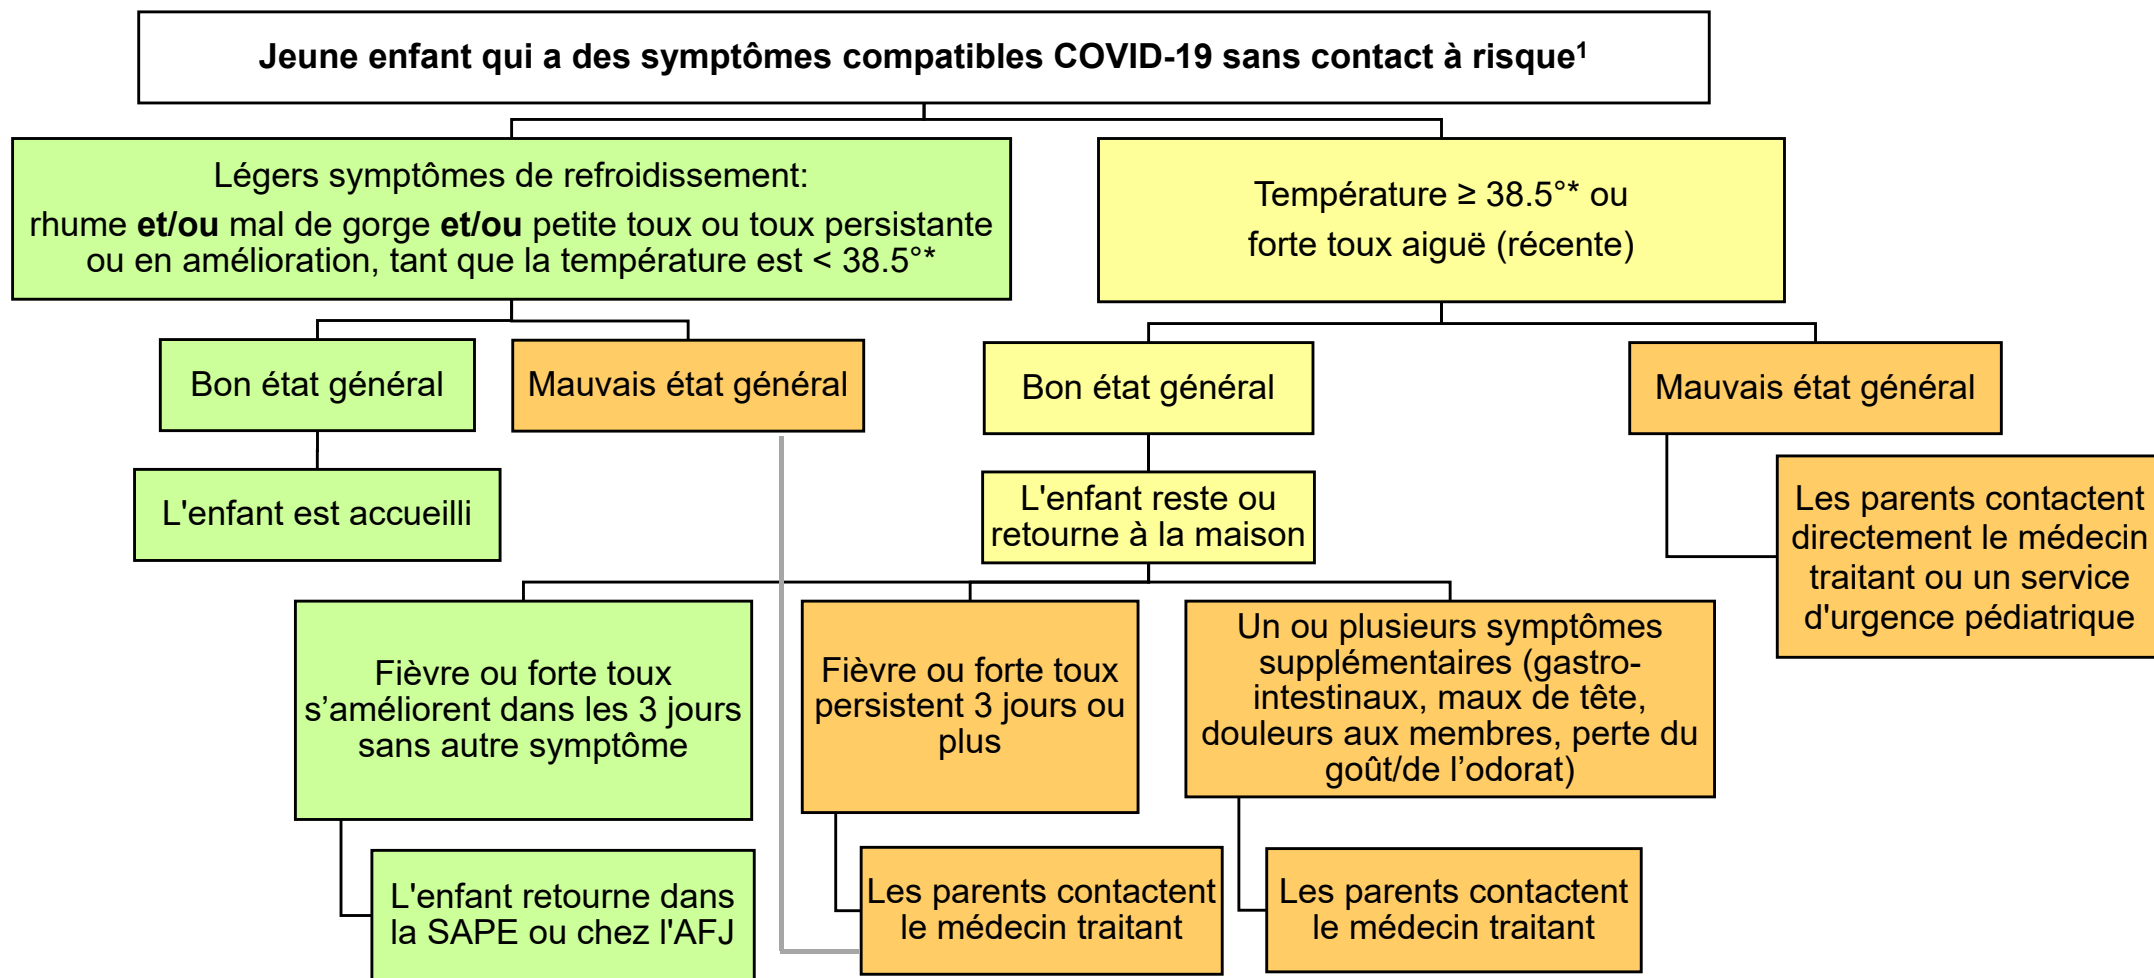 Jeune enfant qui a des symptômes compatibles COVID-19 sans contact à risque¹
Légers symptômes de refroidissement:
rhume et/ou mal de gorge et/ou petite toux ou toux persistante
ou en amélioration, tant que la température est < 38.5°*
Température ≥ 38.5°* ou
forte toux aiguë (récente)
Bon état général
Mauvais état général
Bon état général
Mauvais état général
L'enfant est accueilli
L'enfant reste ou
retourne à la maison
Les parents contactent
directement le médecin
traitant ou un service
d'urgence pédiatrique
Fièvre ou forte toux
s’améliorent dans les 3 jours
sans autre symptôme
Fièvre ou forte toux
persistent 3 jours ou
plus
Un ou plusieurs symptômes
supplémentaires (gastro-
intestinaux, maux de tête,
douleurs aux membres, perte du
goût/de l’odorat)
L'enfant retourne dans
la SAPE ou chez l'AFJ
Les parents contactent
le médecin traitant
Les parents contactent
le médecin traitant